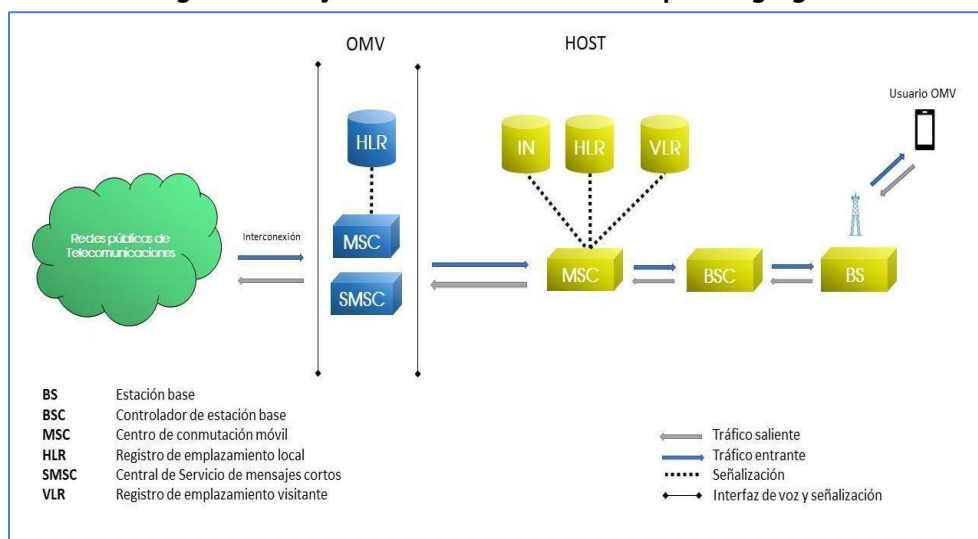 OMV
HOST
Usuario OMV
HLR
IN
HLR
VLR
Redes públicas de
Telecomunicaciones
Interconexión
MSC
SMSC
MSC
BSC
BS
BS Estación base
BSC Controlador de estación base
MSC Centro de conmutación móvil
HLR Registro de emplazamiento local
SMSC Central de Servicio de mensajes cortos
VLR Registro de emplazamiento visitante
Tráfico saliente
Tráfico entrante
Señalización
Interfaz de voz y señalización